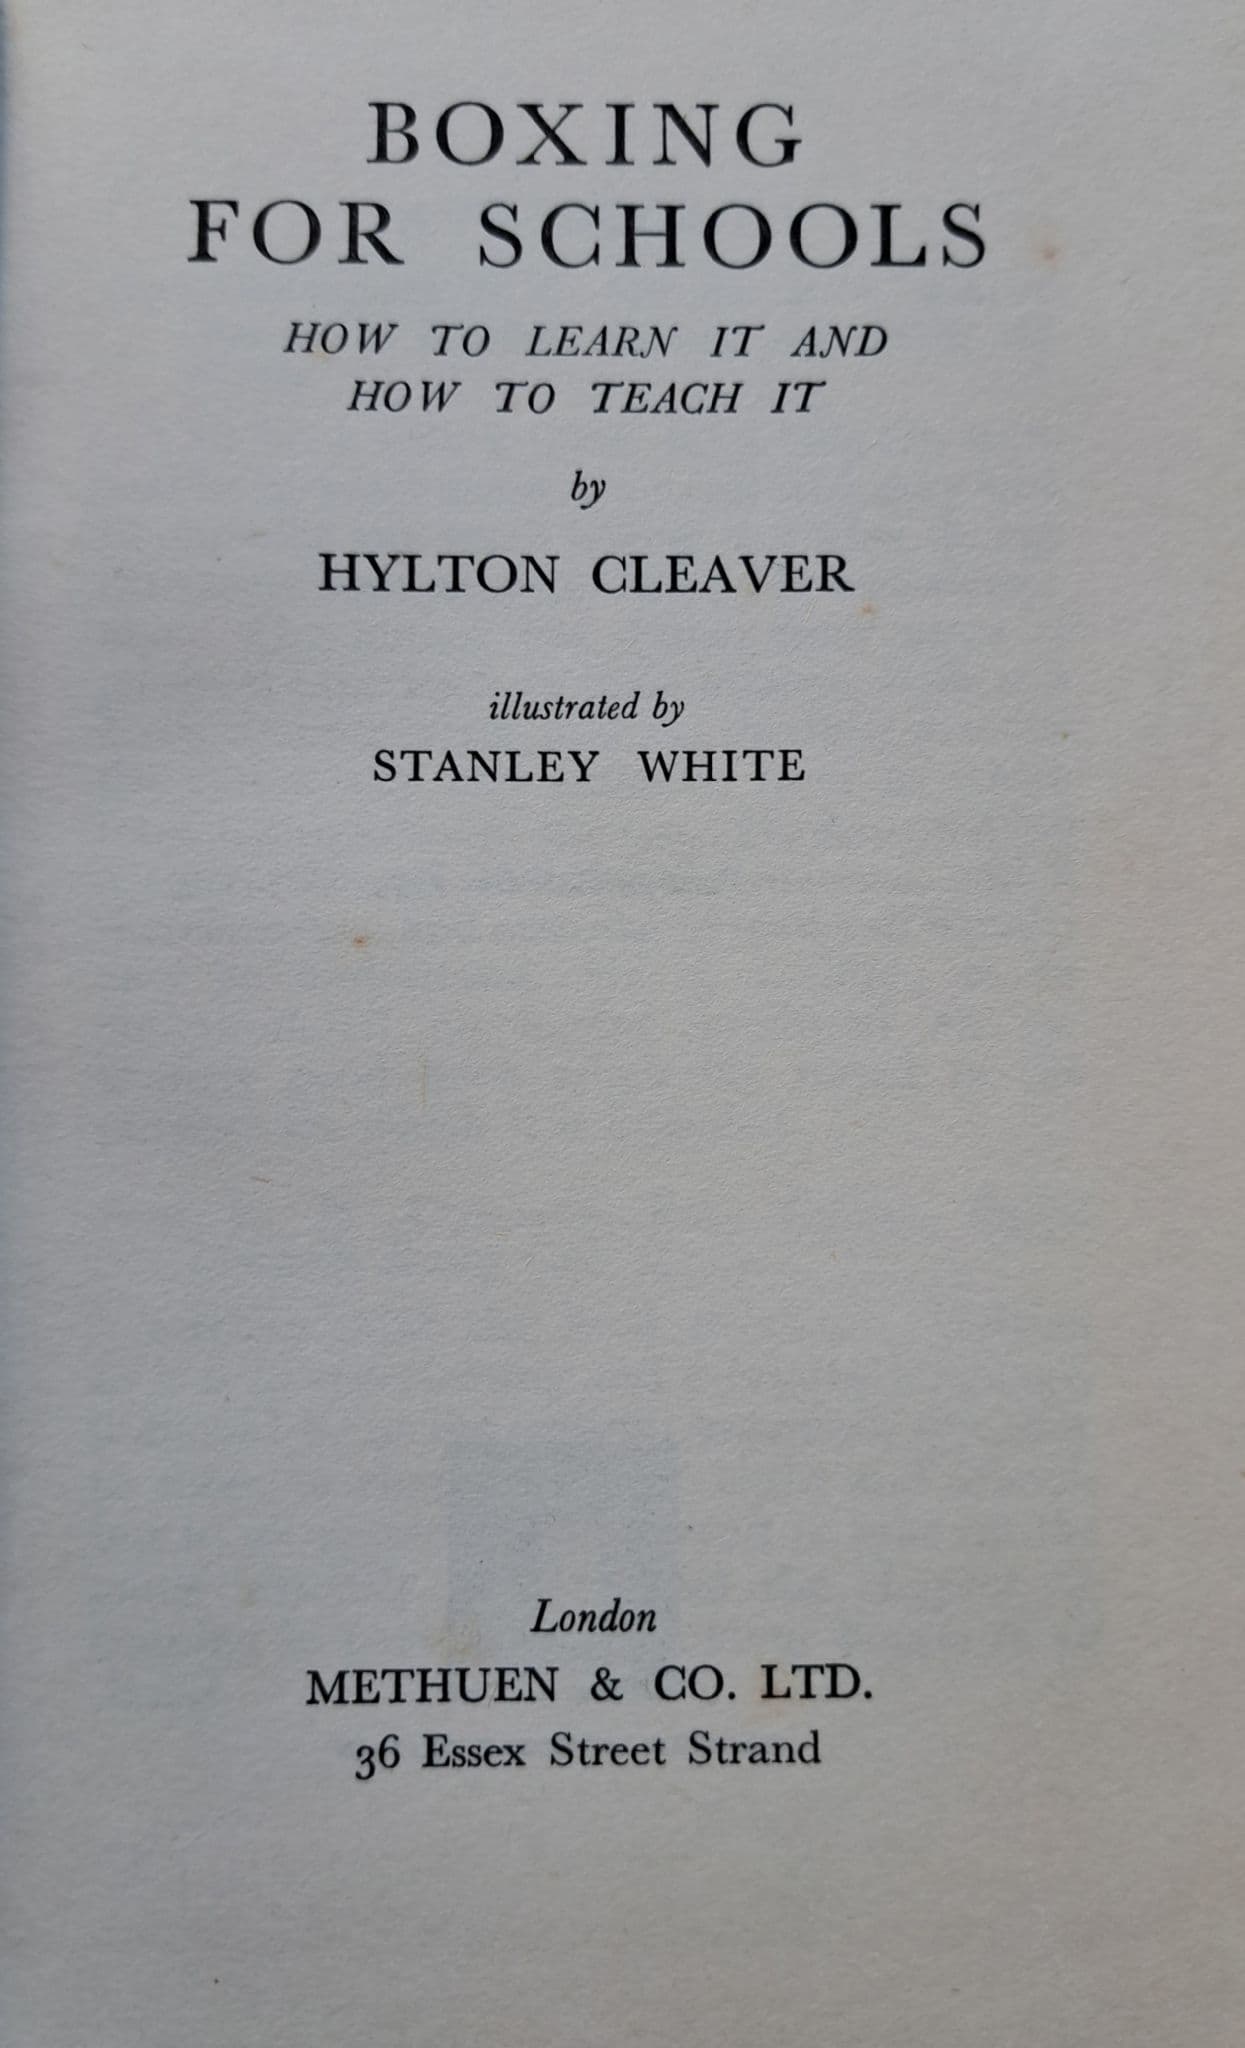 BOXING
FOR SCHOOLS
HOW TO LEARN IT AND
HOW TO TEACH IT
by
HYLTON CLEAVER
illustrated by
STANLEY WHITE
London
METHUEN & CO. LTD.
36 Essex Street Strand